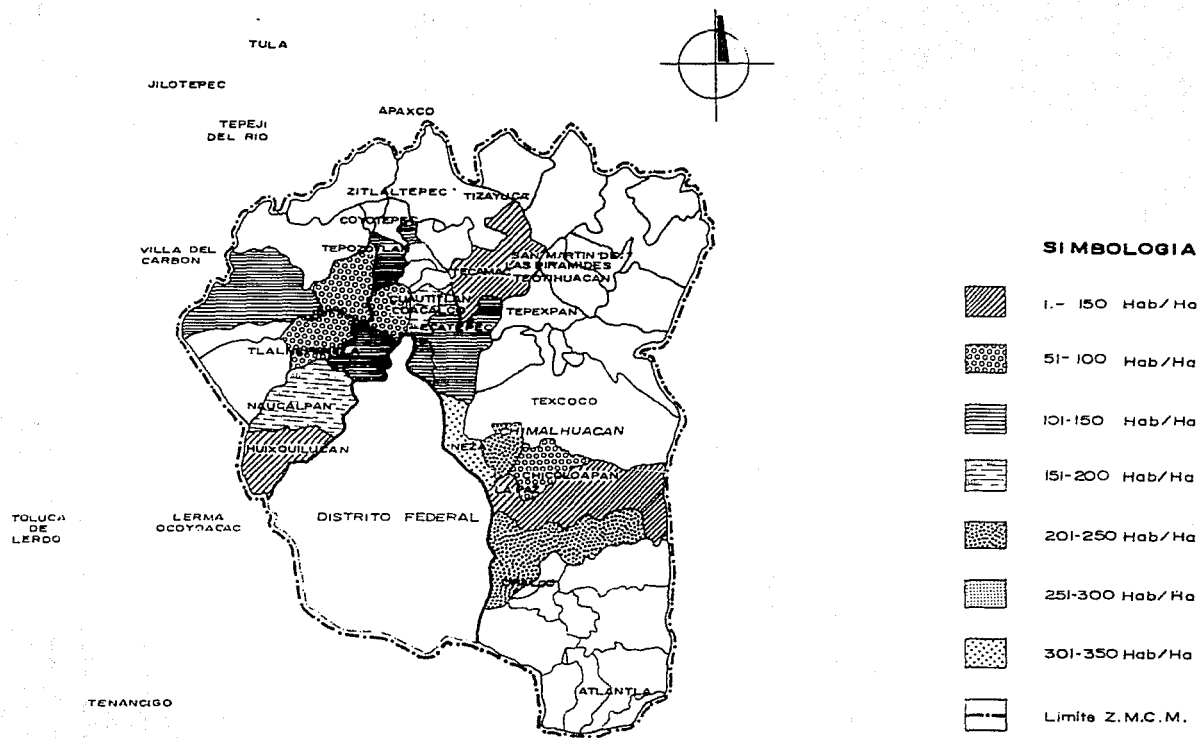 TULA
JILOTEPEC
APAXCO
TEPEJI
DEL RIO
ZITLALTEPEC
TIZAYUCA
COYOTEPEC
VILLA DEL
CARBON
TEPOZOTLAN
SAN MARTIN DE
LAS PIRAMIDES
TEOTIHUACAN
TECAMAC
CUAUTITLAN
COACALCO
ECATEPEC
TEPEXPAN
NAUCALPAN
TEXCOCO
CHIMALHUACAN
NEZA
HUIXQUILUCAN
CHICOLOAPAN
LA PAZ
TOLUCA
DE
LERDO
LERMA
OCOYOACAC
DISTRITO FEDERAL
CHALCO
ATLANTLA
TENANCIGO
SIMBOLOGIA
1.- 150 Hab/Ha
51- 100 Hab/Ha
101-150 Hab/Ha
151-200 Hab/Ha
201-250 Hab/Ha
251-300 Hab/Ha
301-350 Hab/Ha
Limite Z.M.C.M.